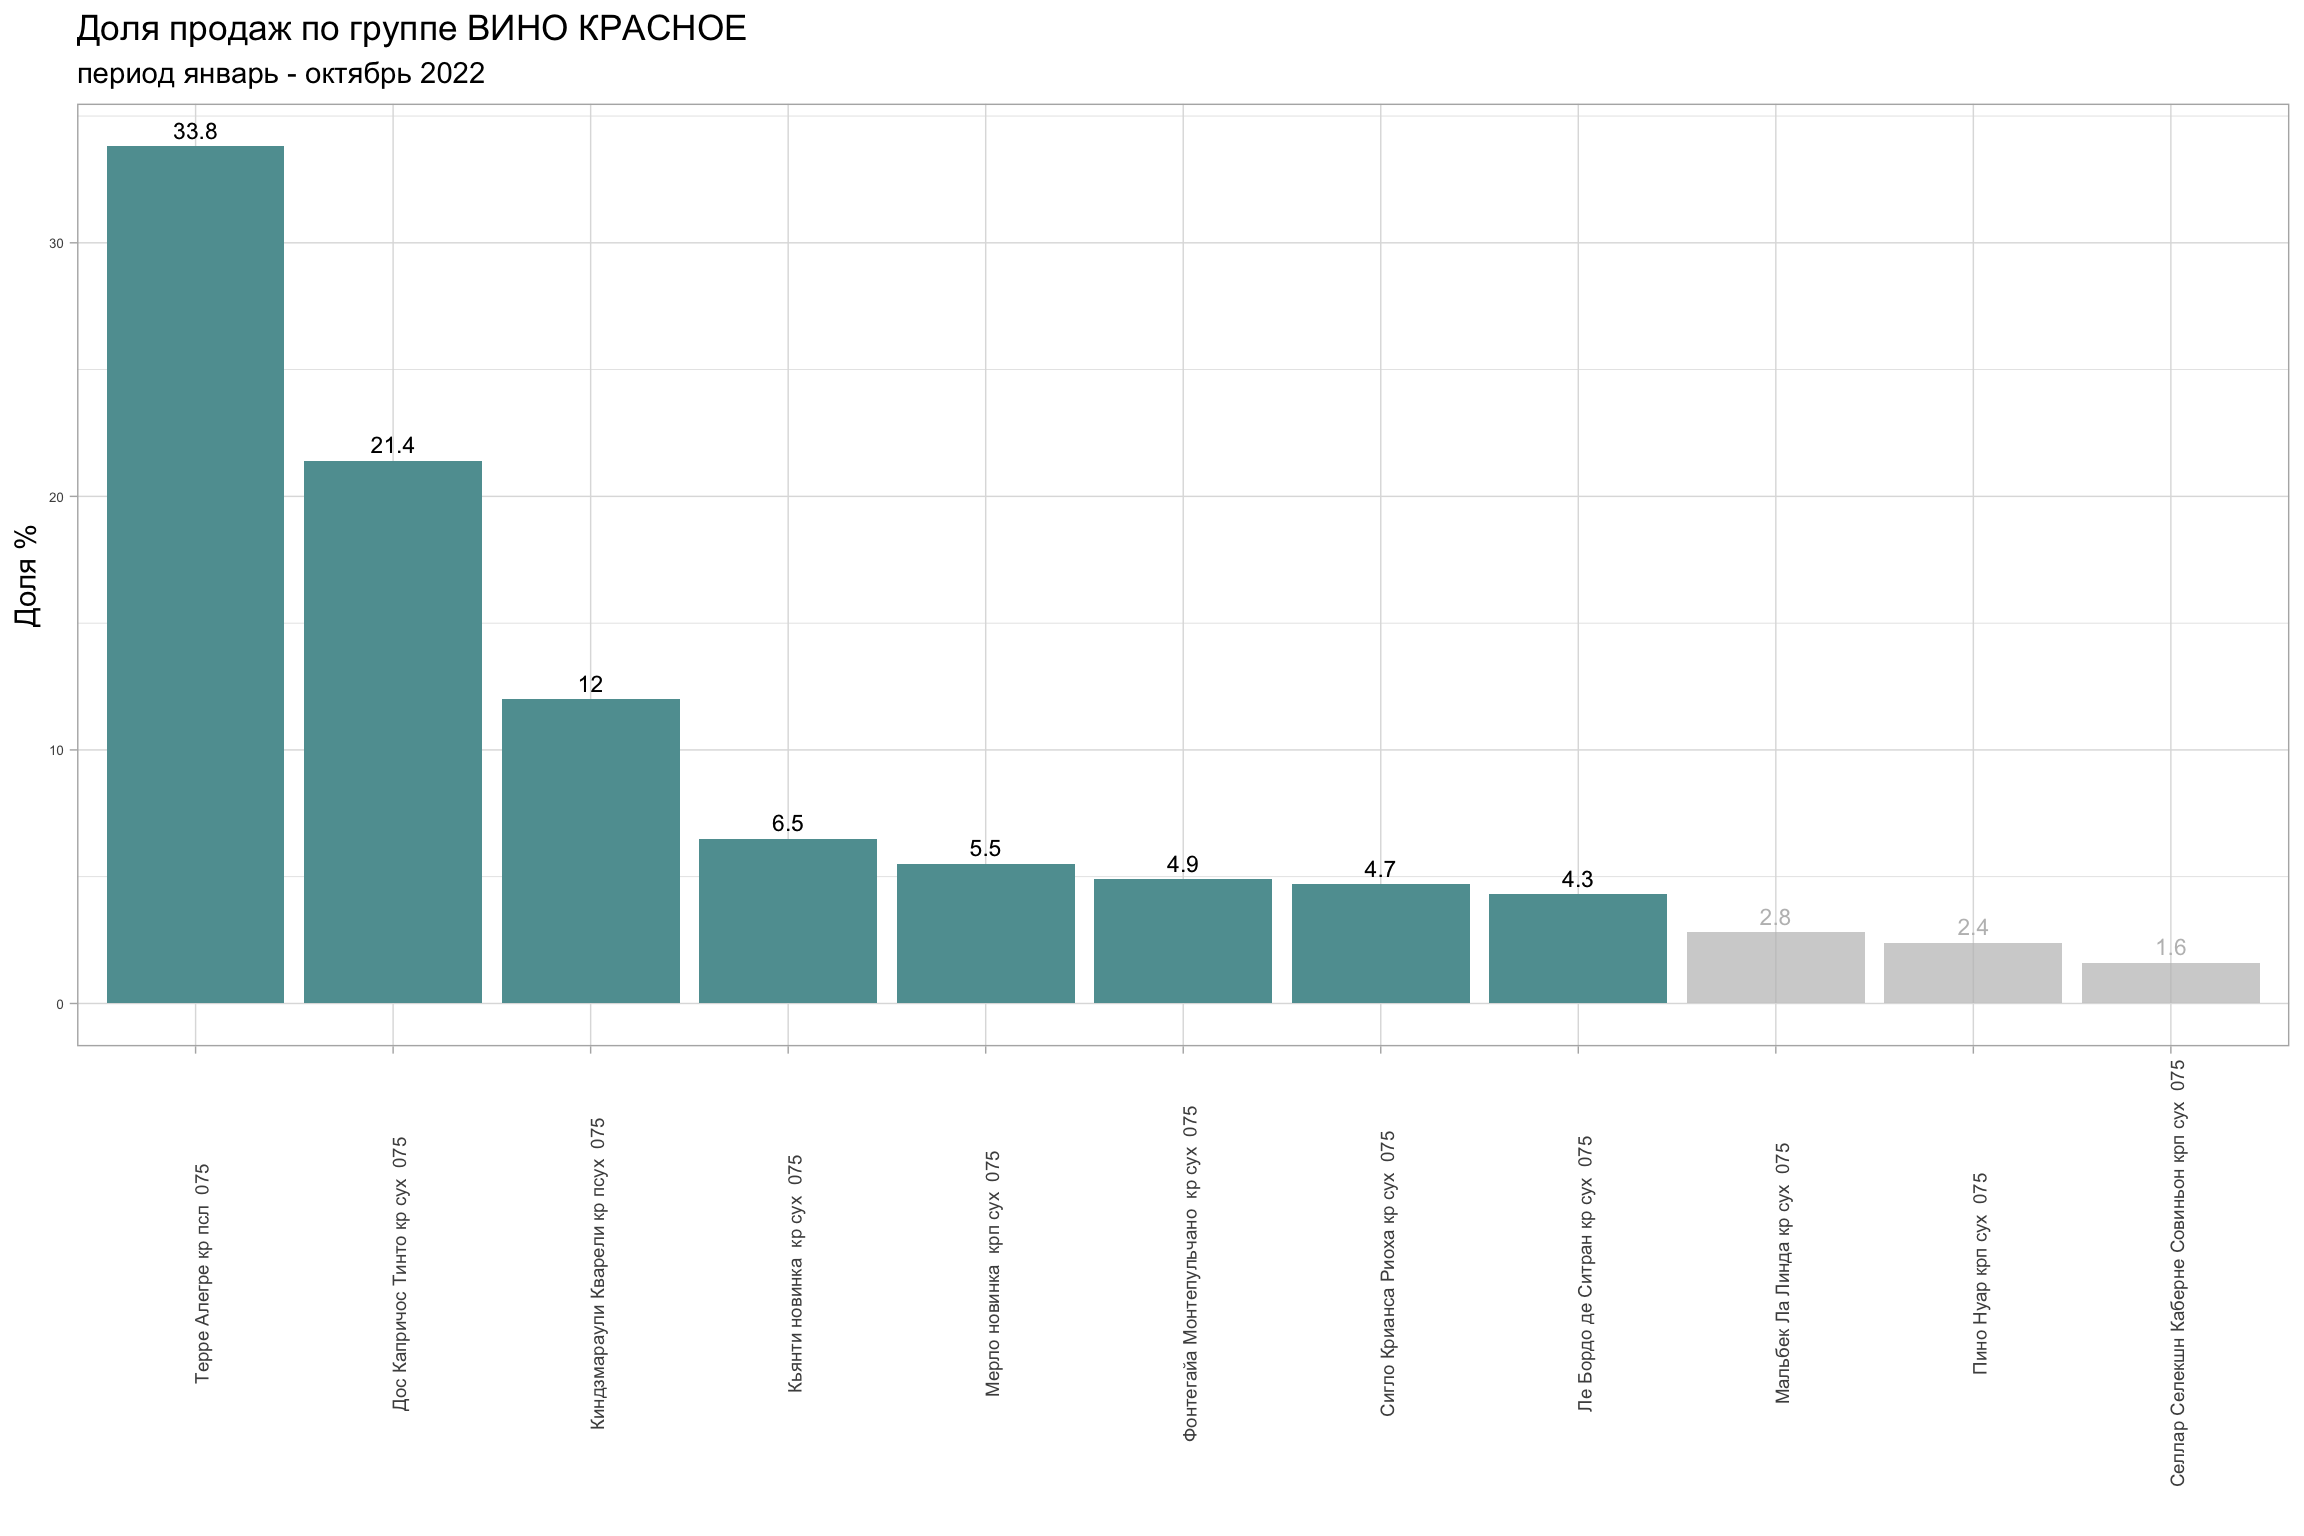 Доля продаж по группе ВИНО КРАСНОЕ
период январь - октябрь 2022
Доля %
30
20
10
0
33.8
21.4
12
6.5
5.5
4.9
4.7
4.3
2.8
2.4
1.6
Терре Алегре кр псл  075
Дос Капричос Тинто кр сух  075
Киндзмараули Кварели кр псух  075
Кьянти новинка  кр сух  075
Мерло новинка   крп сух  075
Фонтегайа Монтепульчано  кр сух  075
Сигло Крианса Риоха кр сух  075
Ле Бордо де Ситран кр сух  075
Мальбек Ла Линда кр сух  075
Пино Нуар крп сух  075
Селлар Селекшн Каберне Совиньон крп сух  075